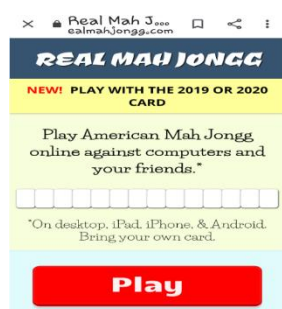 Real Mah J...
ealmahjongg.com
REAL MAH JONGG
NEW! PLAY WITH THE 2019 OR 2020
CARD
Play American Mah Jongg
online against computers and
your friends.*
*On desktop, iPad, iPhone, & Android.
Bring your own card.
Play